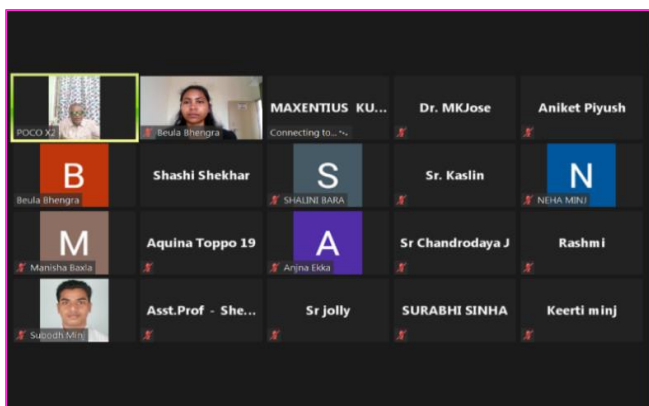 POCO X2
Beula Bhengra
MAXENTIUS KU...
Connecting to...
Dr. MKJose
Aniket Piyush
B
Beula Bhengra
Shashi Shekhar
S
SHALINI BARA
Sr. Kaslin
N
NEHA MINJ
M
Manisha Baxla
Aquina Toppo 19
A
Anjna Ekka
Sr Chandrodaya J
Rashmi
Subodh Minj
Asst.Prof - She...
Sr jolly
SURABHI SINHA
Keerti minj